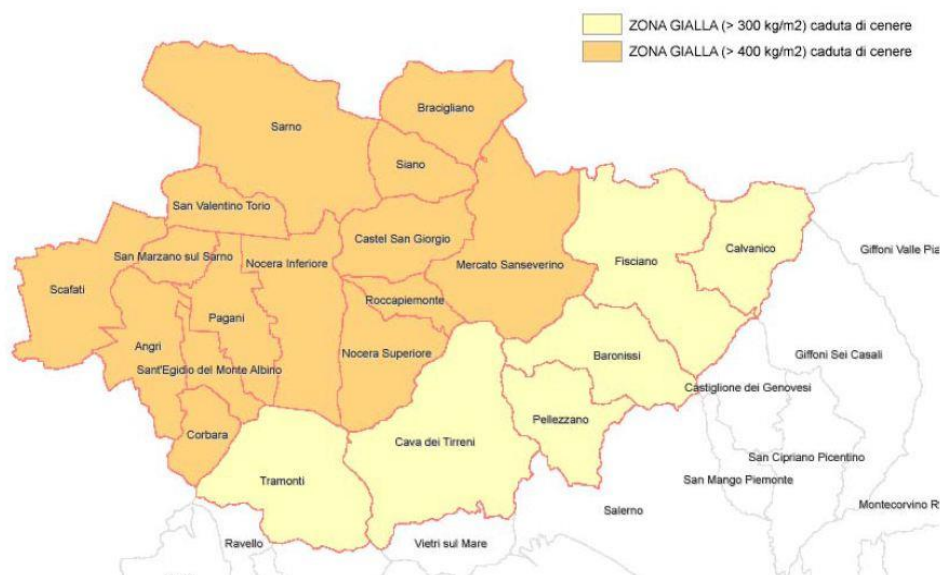 ZONA GIALLA (> 300 kg/m2) caduta di cenere
ZONA GIALLA (> 400 kg/m2) caduta di cenere
Bracigliano
Sarno
Siano
San Valentino Torio
Castel San Giorgio
Calvanico
Giffoni Valle Pia
San Marzano sul Sarno
Nocera Inferiore
Mercato Sanseverino
Fisciano
Scafati
Roccapiemonte
Pagani
Angri
Nocera Superiore
Baronissi
Giffoni Sei Casali
Sant'Egidio del Monte Albino
Castiglione dei Genovesi
Pellezzano
Corbara
Cava dei Tirreni
San Cipriano Picentino
Tramonti
San Mango Piemonte
Montecorvino R
Salerno
Ravello
Vietri sul Mare